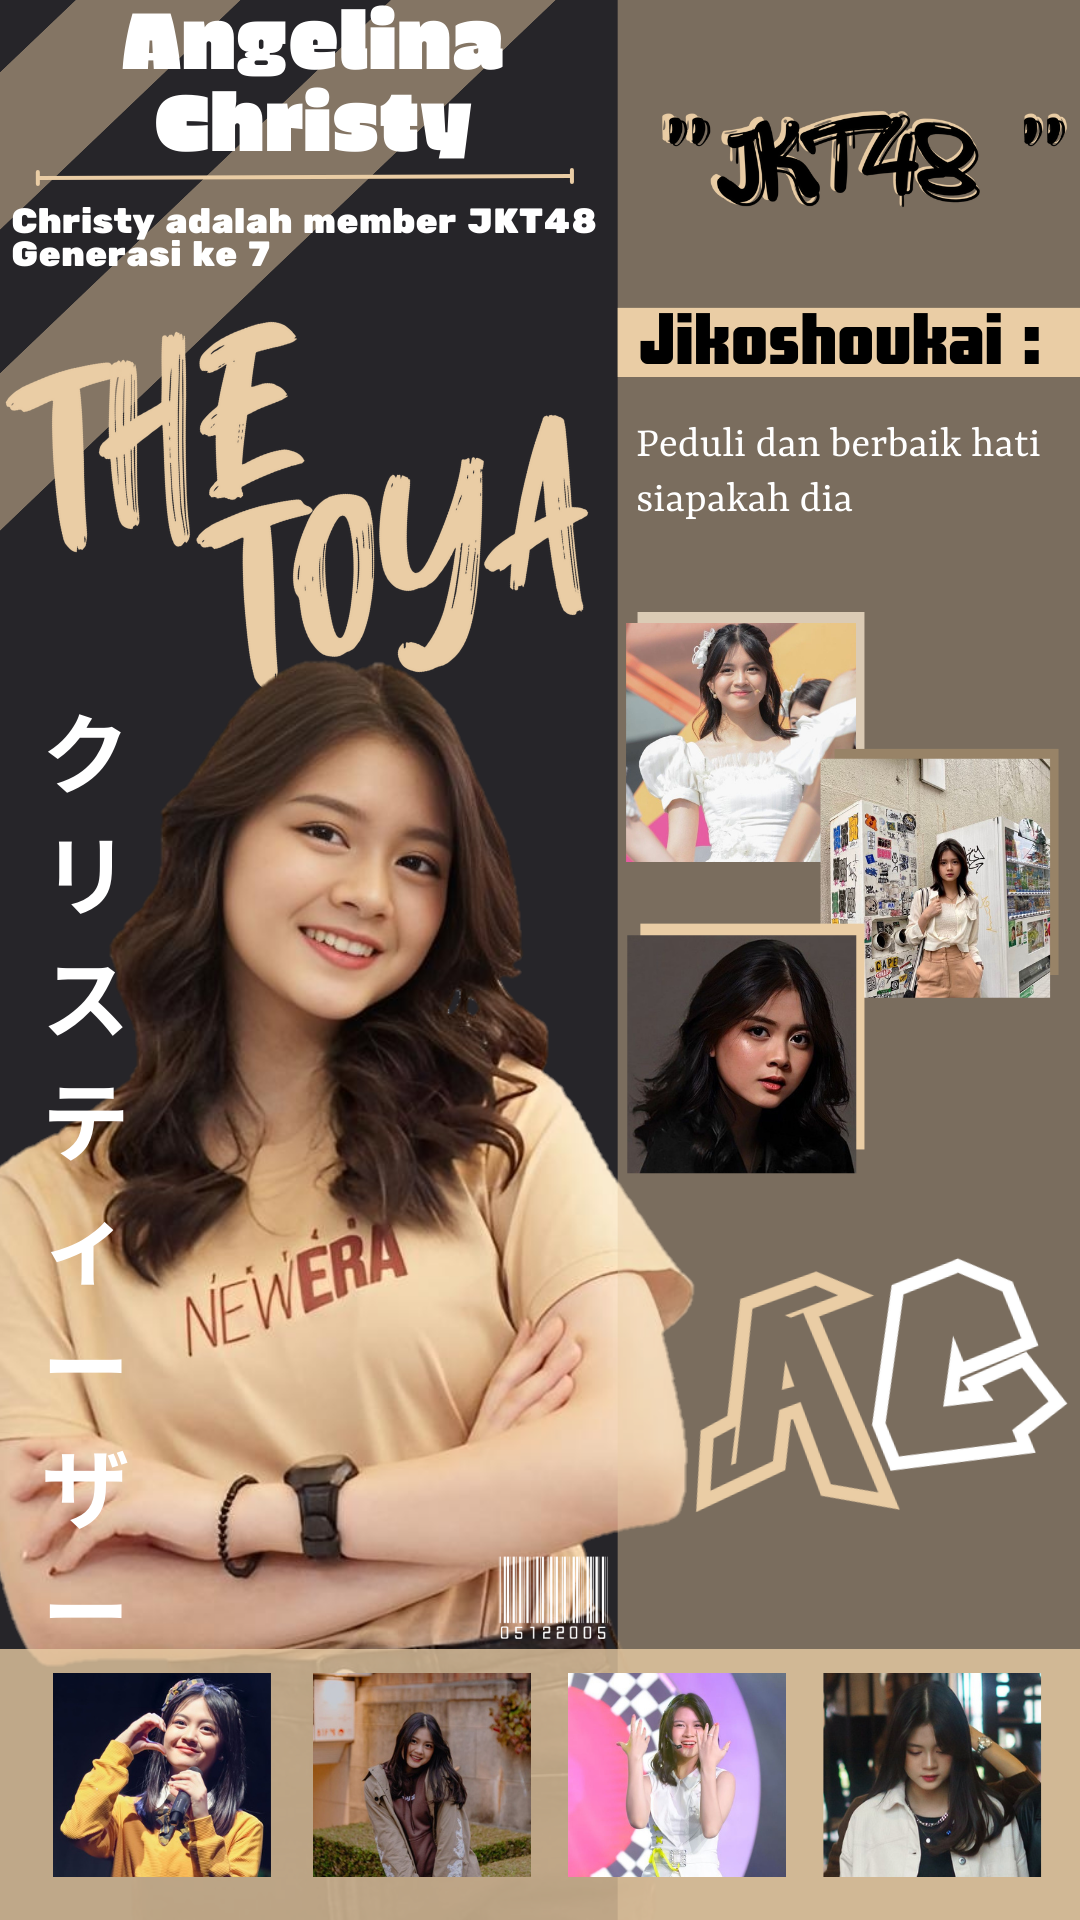 Angelina
Christy
Christy adalah member JKT48
Generasi ke 7
"JKT48"
Jikoshoukai :
Peduli dan berbaik hati
siapakah dia
THE
TOYA
クリスティーザー
JKT48
NEWERA
AC
05122005